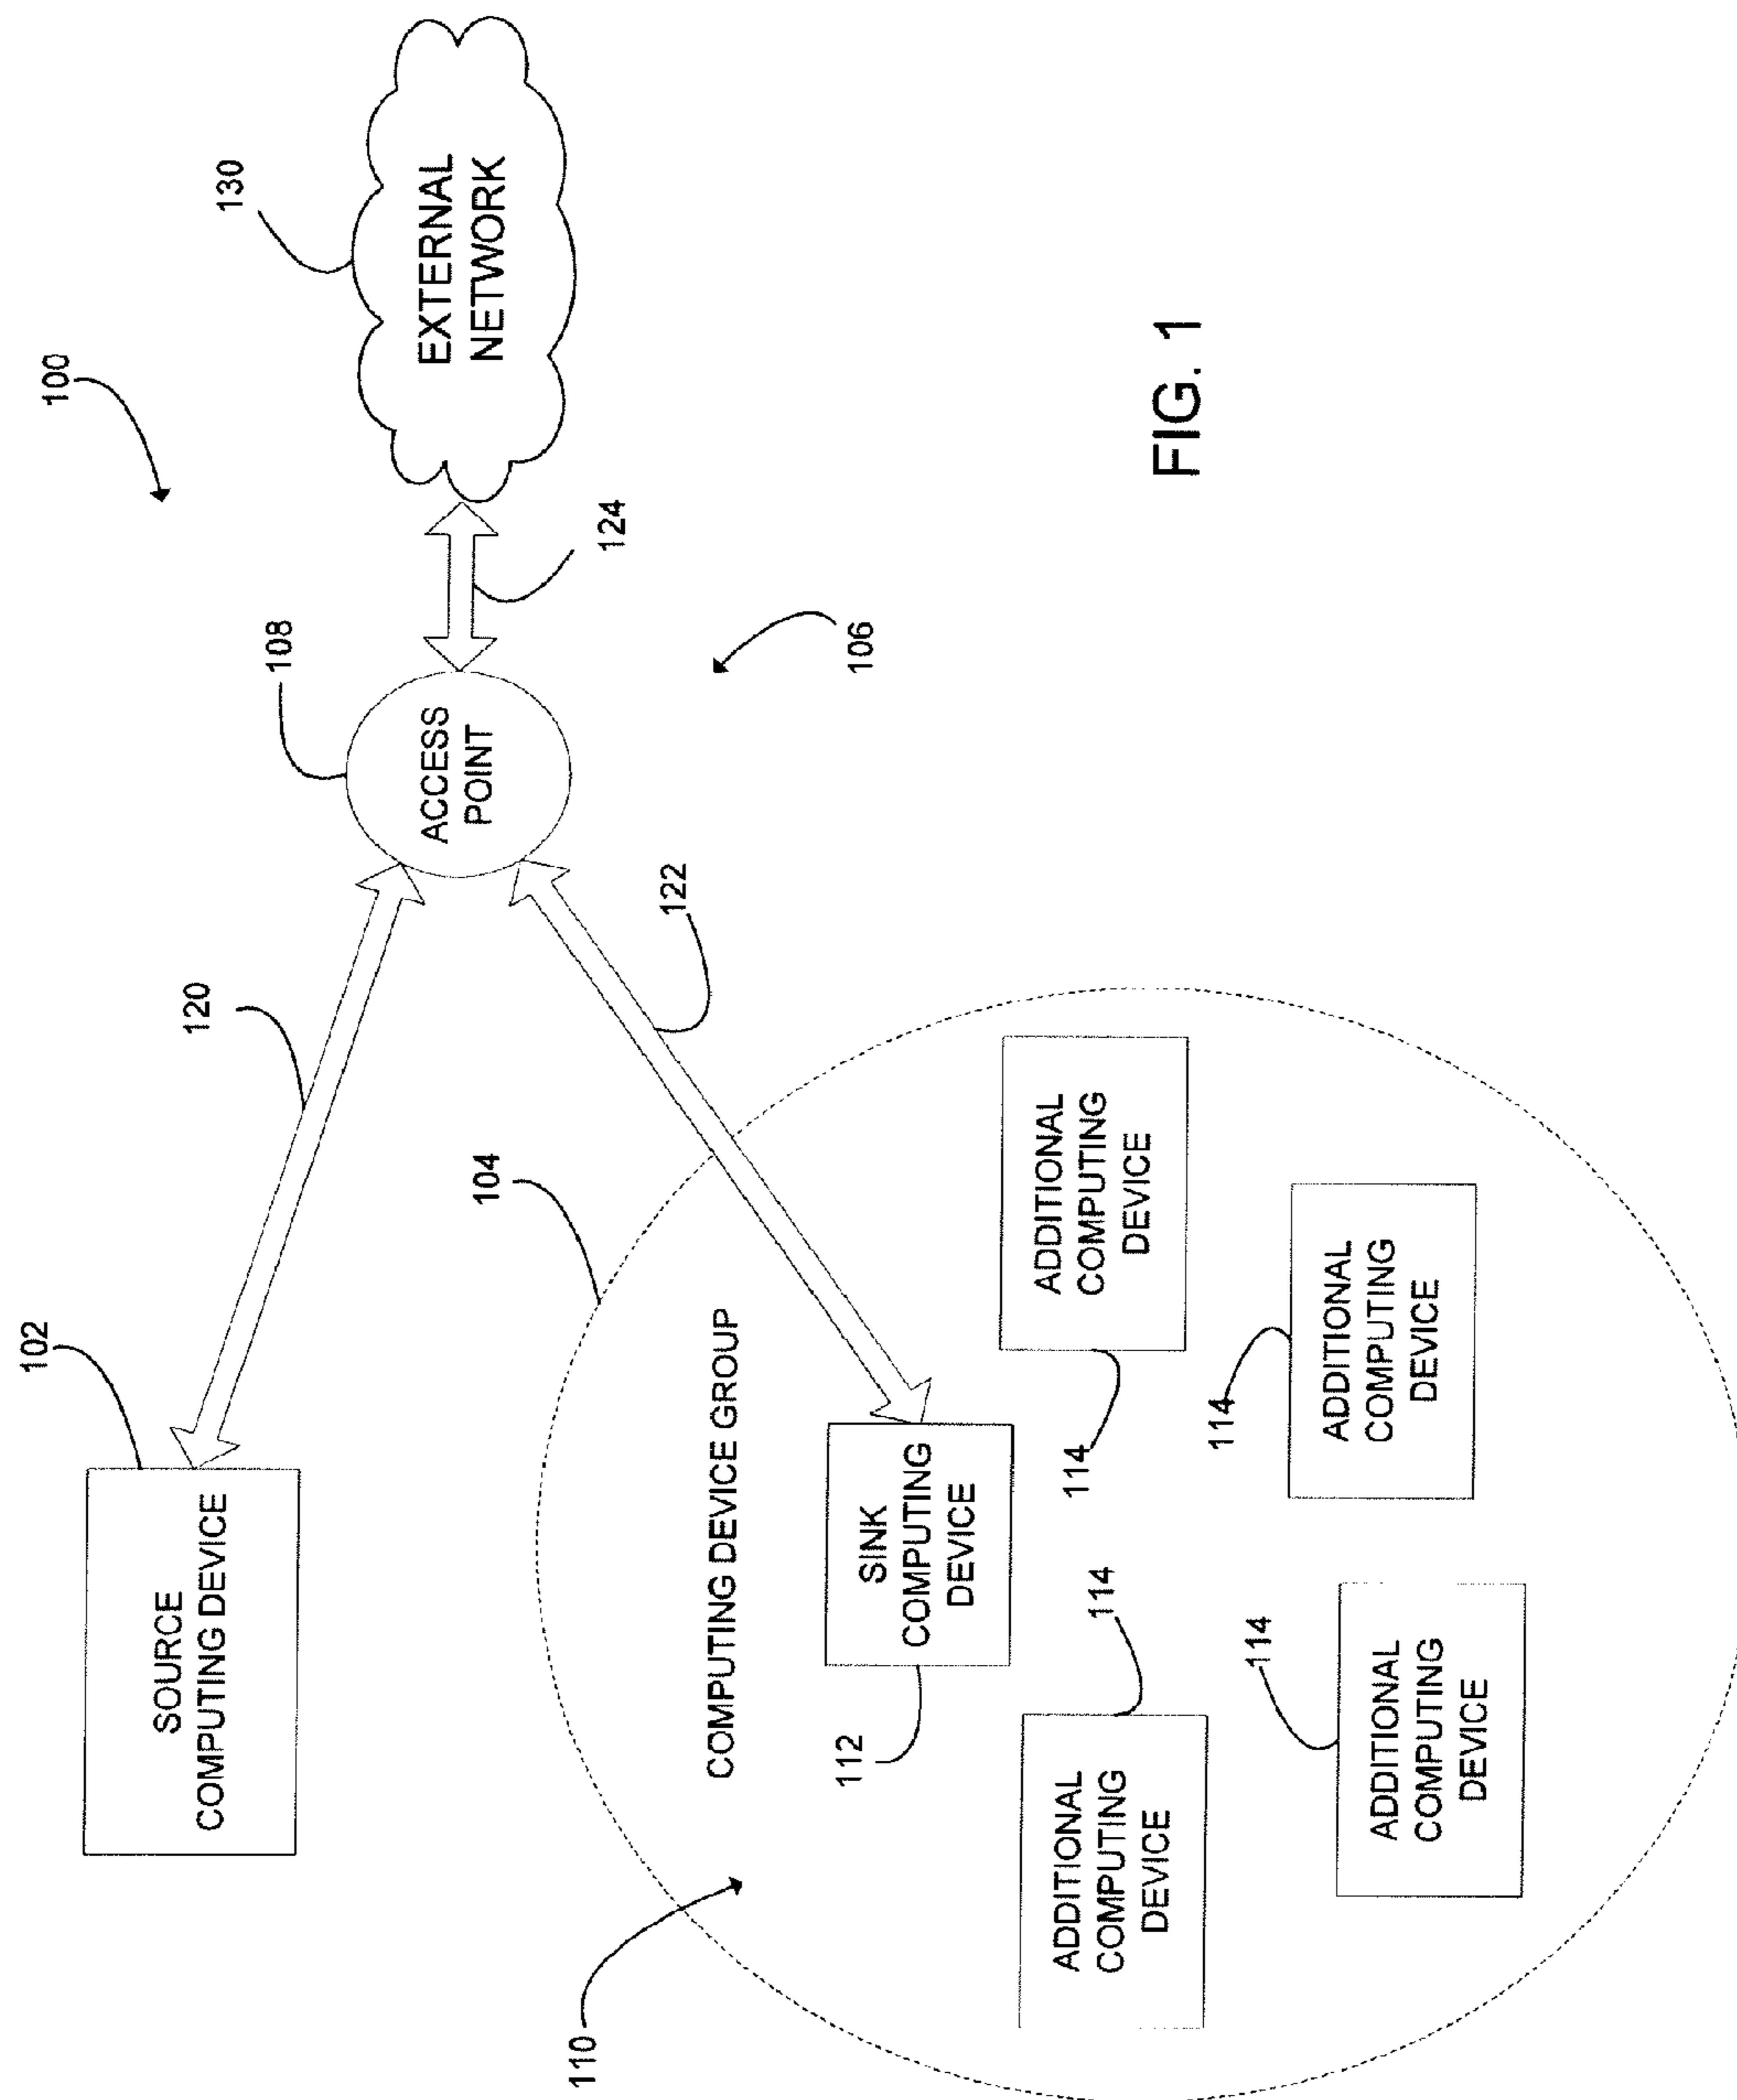 100
102
SOURCE
COMPUTING DEVICE
120
108
ACCESS
POINT
130
EXTERNAL
NETWORK
124
106
122
104
COMPUTING DEVICE GROUP
110
112
SINK
COMPUTING
DEVICE
114
ADDITIONAL
COMPUTING
DEVICE
114
ADDITIONAL
COMPUTING
DEVICE
114
ADDITIONAL
COMPUTING
DEVICE
114
ADDITIONAL
COMPUTING
DEVICE
FIG. 1